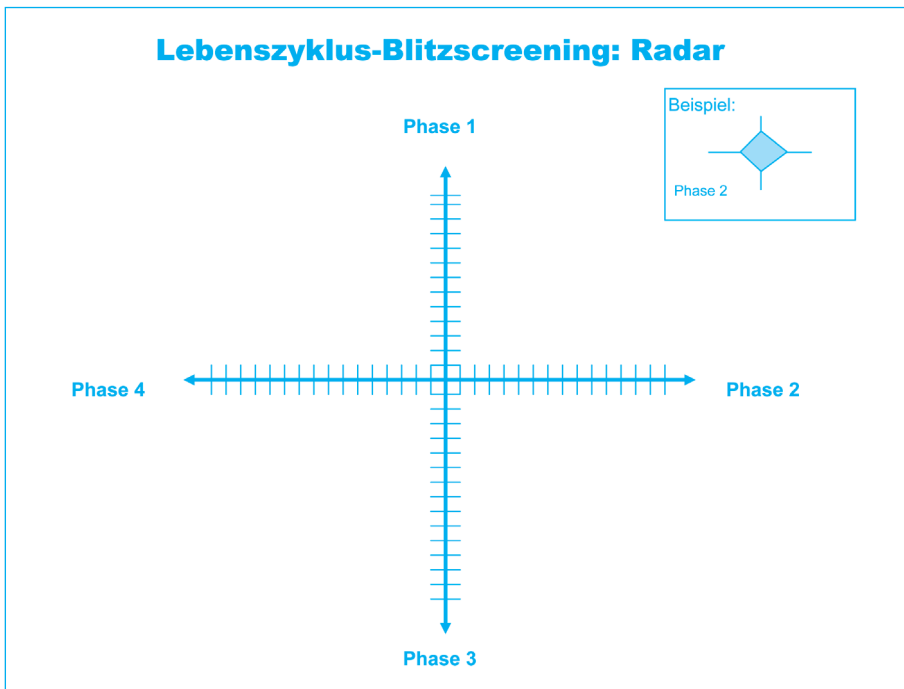 Lebenszyklus-Blitzscreening: Radar
Beispiel:
Phase 2
Phase 1
Phase 4
Phase 2
Phase 3